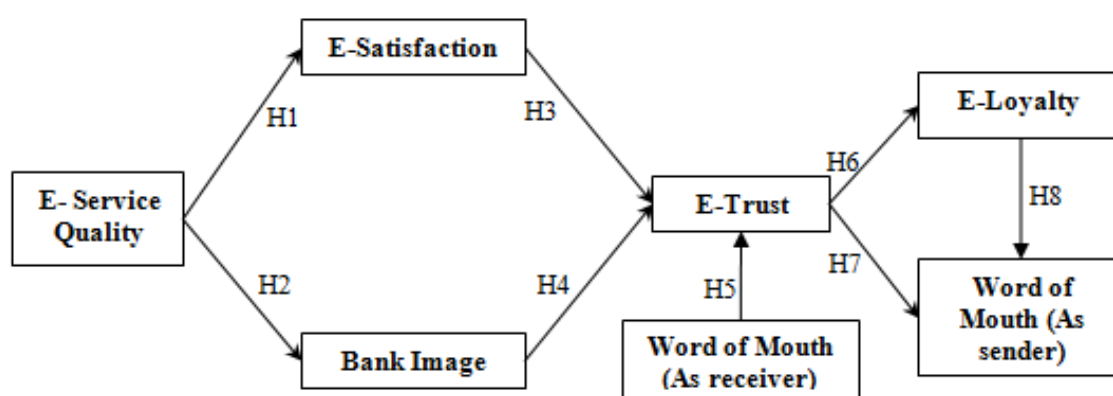 E-Satisfaction
H1
H3
E- Service
Quality
H2
H4
Bank Image
E-Trust
H5
Word of Mouth
(As receiver)
H6
H7
E-Loyalty
H8
Word of
Mouth (As
sender)